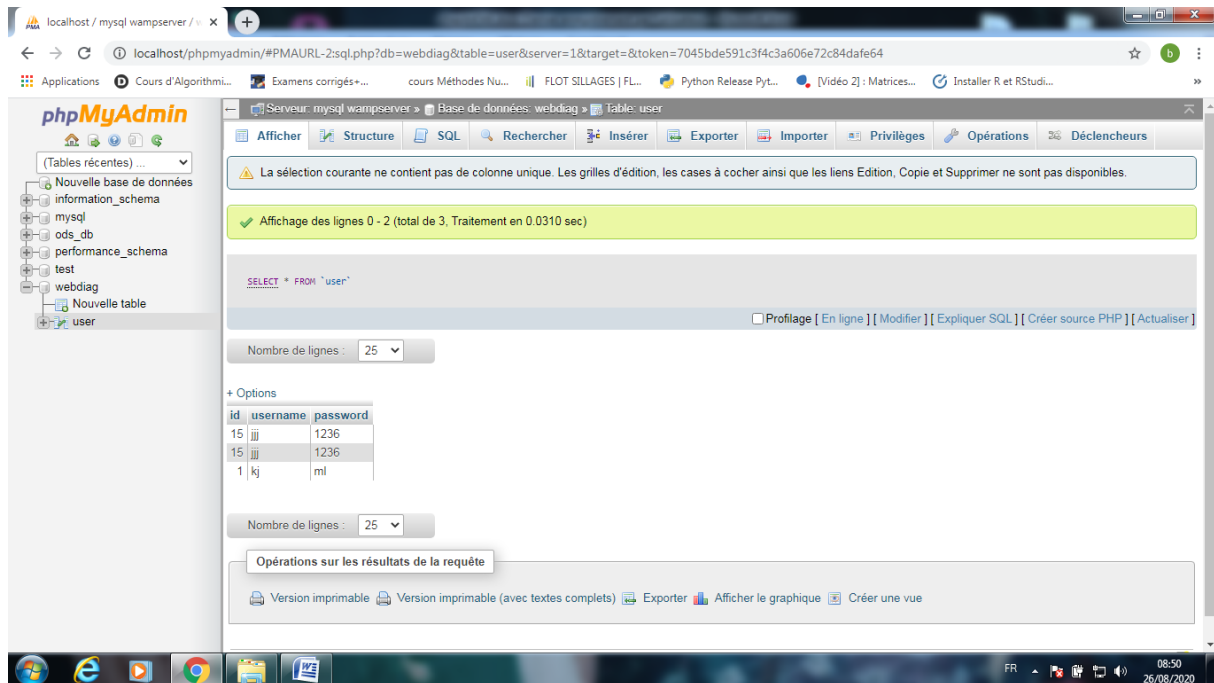 localhost / mysql wampserver / w
localhost/phpmyadmin/#PMAURL-2:sql.php?db=webdiag&table=user&server=1&target=&token=7045bde591c3f4c3a606e72c84dafe64
b
Applications Cours d'Algorithmi... Examens corrigés+... cours Méthodes Nu... FLOT SILLAGES | FL... Python Release Pyt... [Vidéo 2] : Matrices... Installer R et RStudi... »
phpMyAdmin
(Tables récentes) ...
Nouvelle base de données
information_schema
mysql
ods_db
performance_schema
test
webdiag
Nouvelle table
user
Serveur: mysql wampserver » Base de données: webdiag » Table: user
Afficher Structure SQL Rechercher Insérer Exporter Importer Privilèges Opérations Déclencheurs
La sélection courante ne contient pas de colonne unique. Les grilles d'édition, les cases à cocher ainsi que les liens Edition, Copie et Supprimer ne sont pas disponibles.
Affichage des lignes 0 - 2 (total de 3, Traitement en 0.0310 sec)
SELECT * FROM `user`
Profilage [ En ligne ] [ Modifier ] [ Expliquer SQL ] [ Créer source PHP ] [ Actualiser ]
Nombre de lignes : 25
+ Options
id username password
15 jjj 1236
15 jjj 1236
1 kj ml
Nombre de lignes : 25
Opérations sur les résultats de la requête
Version imprimable Version imprimable (avec textes complets) Exporter Afficher le graphique Créer une vue
FR 08:50
26/08/2020